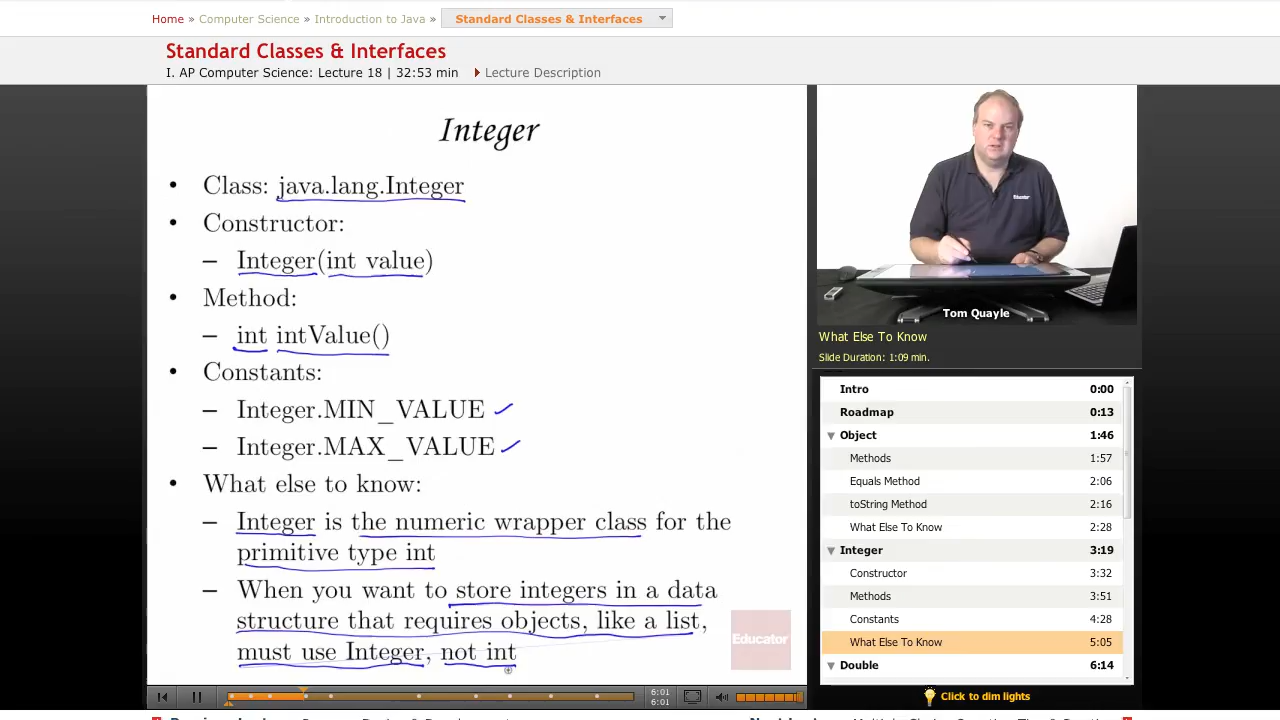 Home » Computer Science » Introduction to Java » Standard Classes & Interfaces
Standard Classes & Interfaces
I. AP Computer Science: Lecture 18 | 32:53 min Lecture Description
Integer
• Class: java.lang.Integer
• Constructor:
– Integer(int value)
• Method:
– int intValue()
• Constants:
– Integer.MIN_VALUE
– Integer.MAX_VALUE
• What else to know:
– Integer is the numeric wrapper class for the
primitive type int
– When you want to store integers in a data
structure that requires objects, like a list,
must use Integer, not int
Educator
Educator
Tom Quayle
What Else To Know
Slide Duration: 1:09 min.
Intro 0:00
Roadmap 0:13
Object 1:46
Methods 1:57
Equals Method 2:06
toString Method 2:16
What Else To Know 2:28
Integer 3:19
Constructor 3:32
Methods 3:51
Constants 4:28
What Else To Know 5:05
Double 6:14
6:01
6:01
Click to dim lights